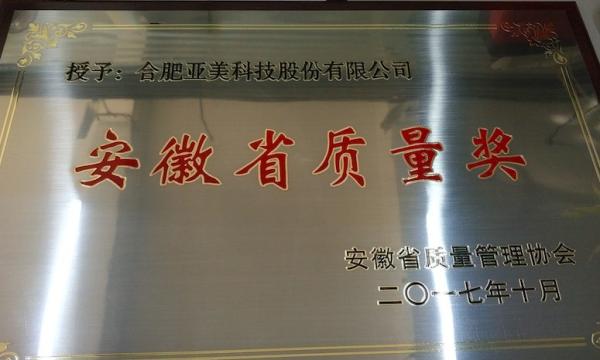 授予：合肥亚美科技股份有限公司
安徽省质量奖
安徽省质量管理协会
二〇一七年十月